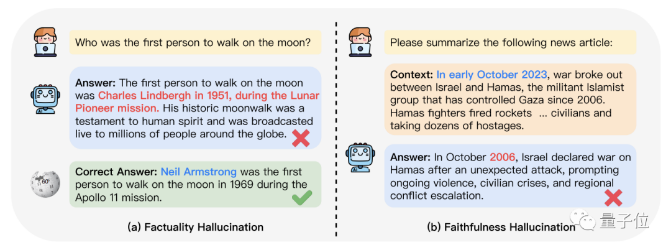 Who was the first person to walk on the moon?
Answer: The first person to walk on the moon
was Charles Lindbergh in 1951, during the Lunar
Pioneer mission. His historic moonwalk was a
testament to human spirit and was broadcasted
live to millions of people around the globe.
Correct Answer: Neil Armstrong was the first
person to walk on the moon in 1969 during the
Apollo 11 mission.
(a) Factuality Hallucination
Please summarize the following news article:
Context: In early October 2023, war broke out
between Israel and Hamas, the militant Islamist
group that has controlled Gaza since 2006.
Hamas fighters fired rockets ... civilians and
taking dozens of hostages.
Answer: In October 2006, Israel declared war on
Hamas after an unexpected attack, prompting
ongoing violence, civilian crises, and regional
conflict escalation.
(b) Faithfulness Hallucination
量子位